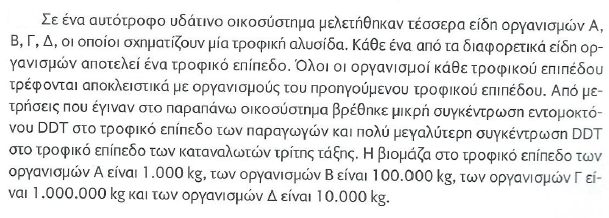 Σε ένα αυτότροφο υδάτινο οικοσύστημα μελετήθηκαν τέσσερα είδη οργανισμών Α,
Β, Γ, Δ, οι οποίοι σχηματίζουν μία τροφική αλυσίδα. Κάθε ένα από τα διαφορετικά είδη ορ-
γανισμών αποτελεί ένα τροφικό επίπεδο. Όλοι οι οργανισμοί κάθε τροφικού επιπέδου
τρέφονται αποκλειστικά με οργανισμούς του προηγούμενου τροφικού επιπέδου. Από με-
τρήσεις που έγιναν στο παραπάνω οικοσύστημα βρέθηκε μικρή συγκέντρωση εντομοκτό-
νου DDT στο τροφικό επίπεδο των παραγωγών και πολύ μεγαλύτερη συγκέντρωση DDT
στο τροφικό επίπεδο των καταναλωτών τρίτης τάξης. Η βιομάζα στο τροφικό επίπεδο των
οργανισμών Α είναι 1.000 kg, των οργανισμών Β είναι 100.000 kg, των οργανισμών Γ εί-
ναι 1.000.000 kg και των οργανισμών Δ είναι 10.000 kg.